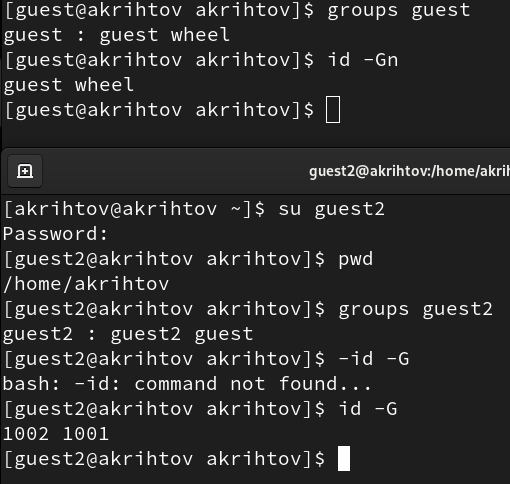 [guest@akrihtov akrihtov]$ groups guest
guest : guest wheel
[guest@akrihtov akrihtov]$ id -Gn
guest wheel
[guest@akrihtov akrihtov]$
guest2@akrihtov:/home/akrih
[akrihtov@akrihtov ~]$ su guest2
Password:
[guest2@akrihtov akrihtov]$ pwd
/home/akrihtov
[guest2@akrihtov akrihtov]$ groups guest2
guest2 : guest2 guest
[guest2@akrihtov akrihtov]$ -id -G
bash: -id: command not found...
[guest2@akrihtov akrihtov]$ id -G
1002 1001
[guest2@akrihtov akrihtov]$